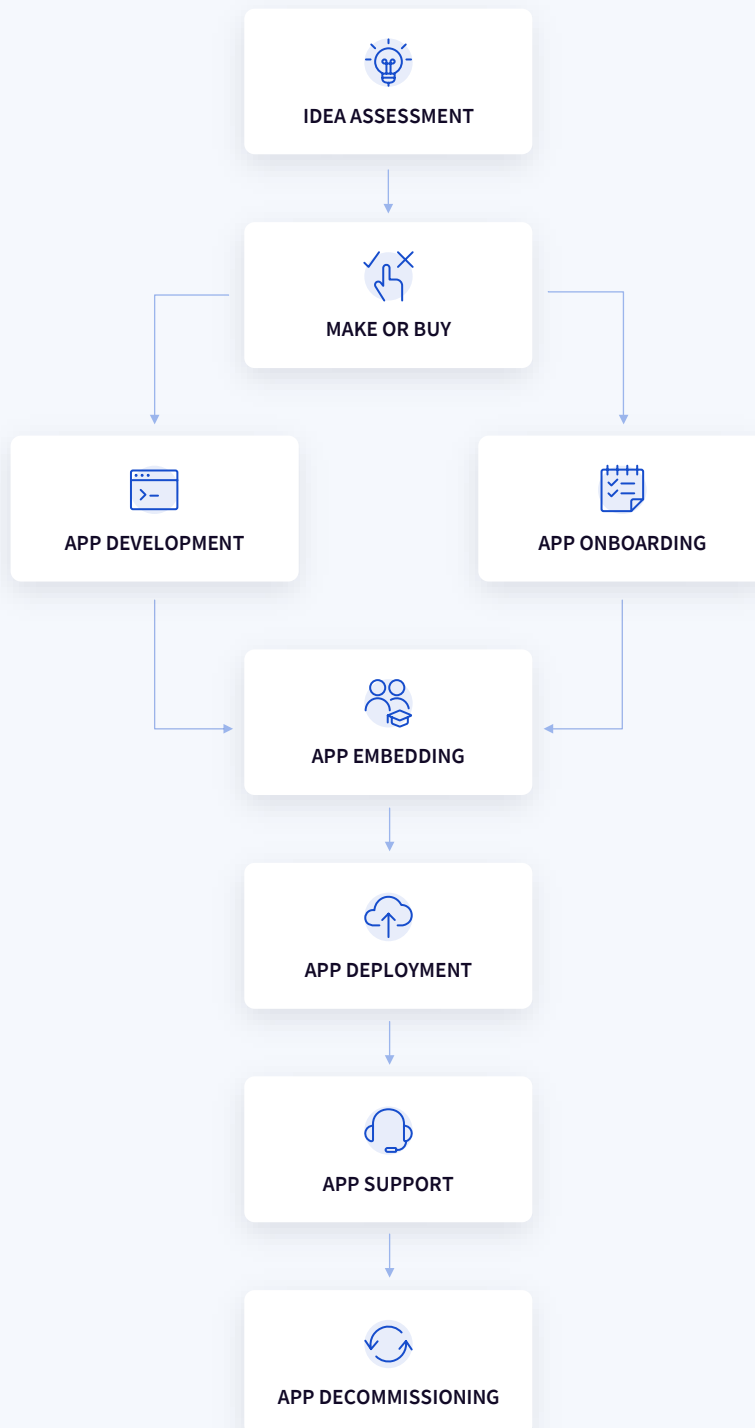 IDEA ASSESSMENT
MAKE OR BUY
APP DEVELOPMENT
APP ONBOARDING
APP EMBEDDING
APP DEPLOYMENT
APP SUPPORT
APP DECOMMISSIONING